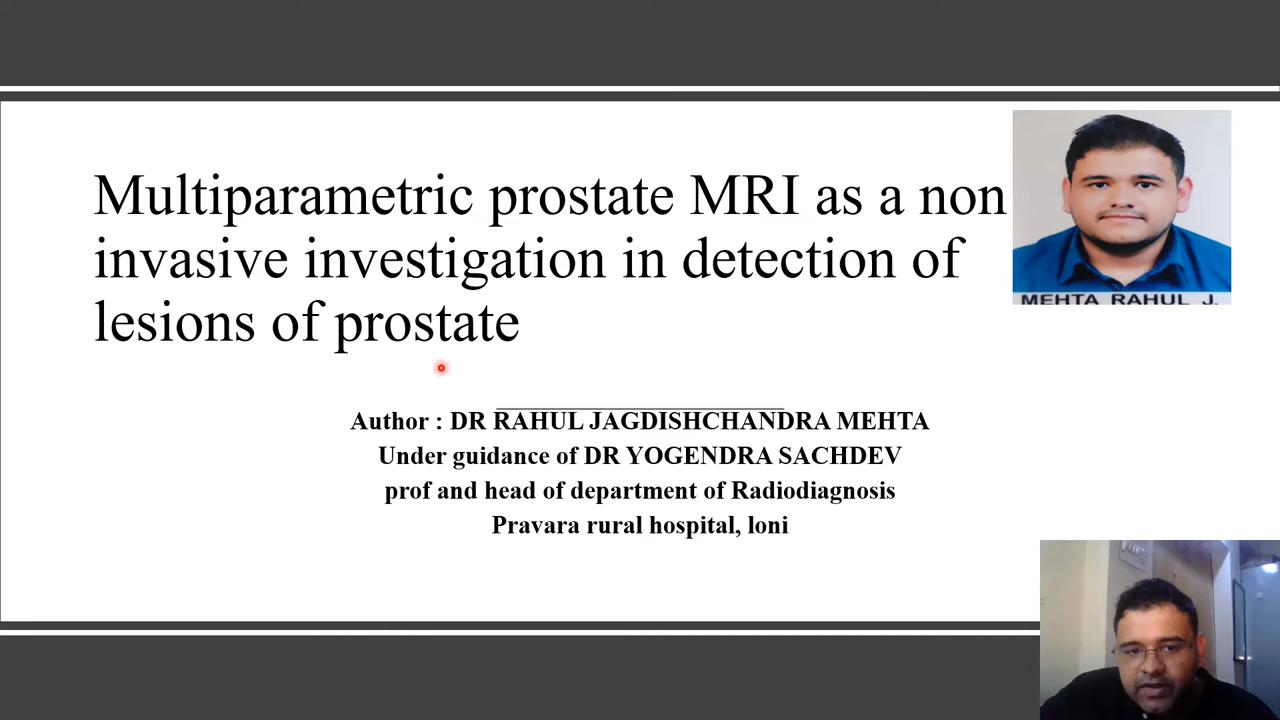 Multiparametric prostate MRI as a non
invasive investigation in detection of
lesions of prostate
MEHTA RAHUL J.
Author : DR RAHUL JAGDISHCHANDRA MEHTA
Under guidance of DR YOGENDRA SACHDEV
prof and head of department of Radiodiagnosis
Pravara rural hospital, loni